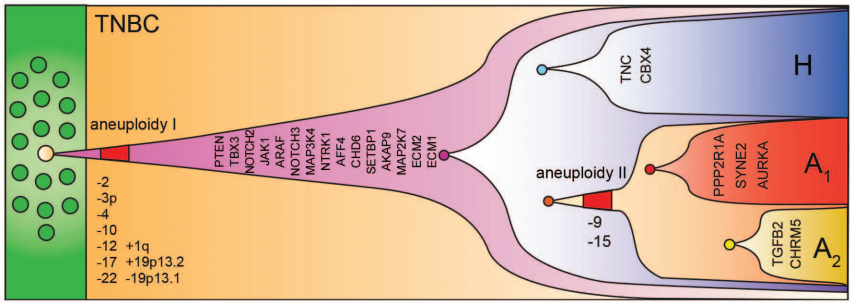 TNBC
aneuploidy I
-2
-3p
-4
-10
-12 +1q
-17 +19p13.2
-22 -19p13.1
PTEN
TBX3
NOTCH2
JAK1
ARAF
NOTCH3
MAP3K4
NTRK1
AFF4
CHD6
SETBP1
AKAP9
MAP2K7
ECM2
ECM1
TNC
CBX4
H
aneuploidy II
-9
-15
PPP2R1A
SYNE2
AURKA
A1
TGFB2
CHRM5
A2